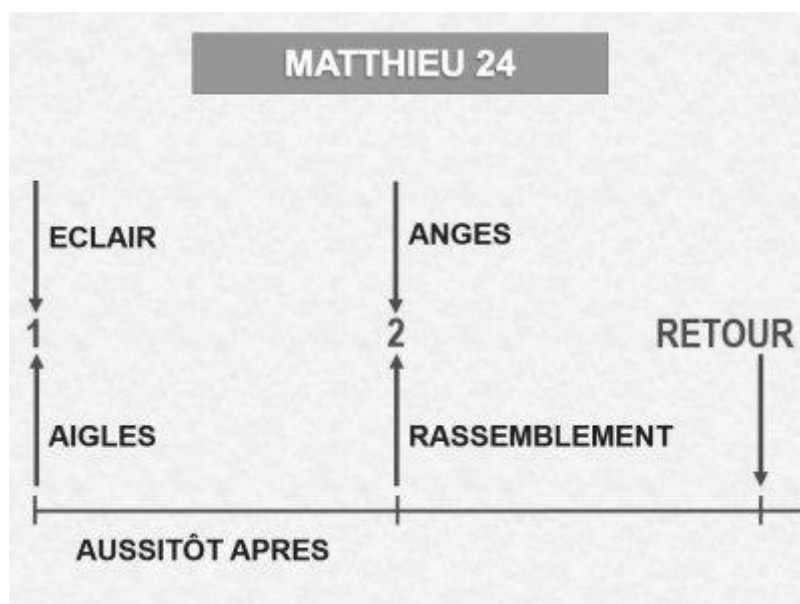 MATTHIEU 24
ECLAIR
ANGES
1
2
RETOUR
AIGLES
RASSEMBLEMENT
AUSSITÔT APRES